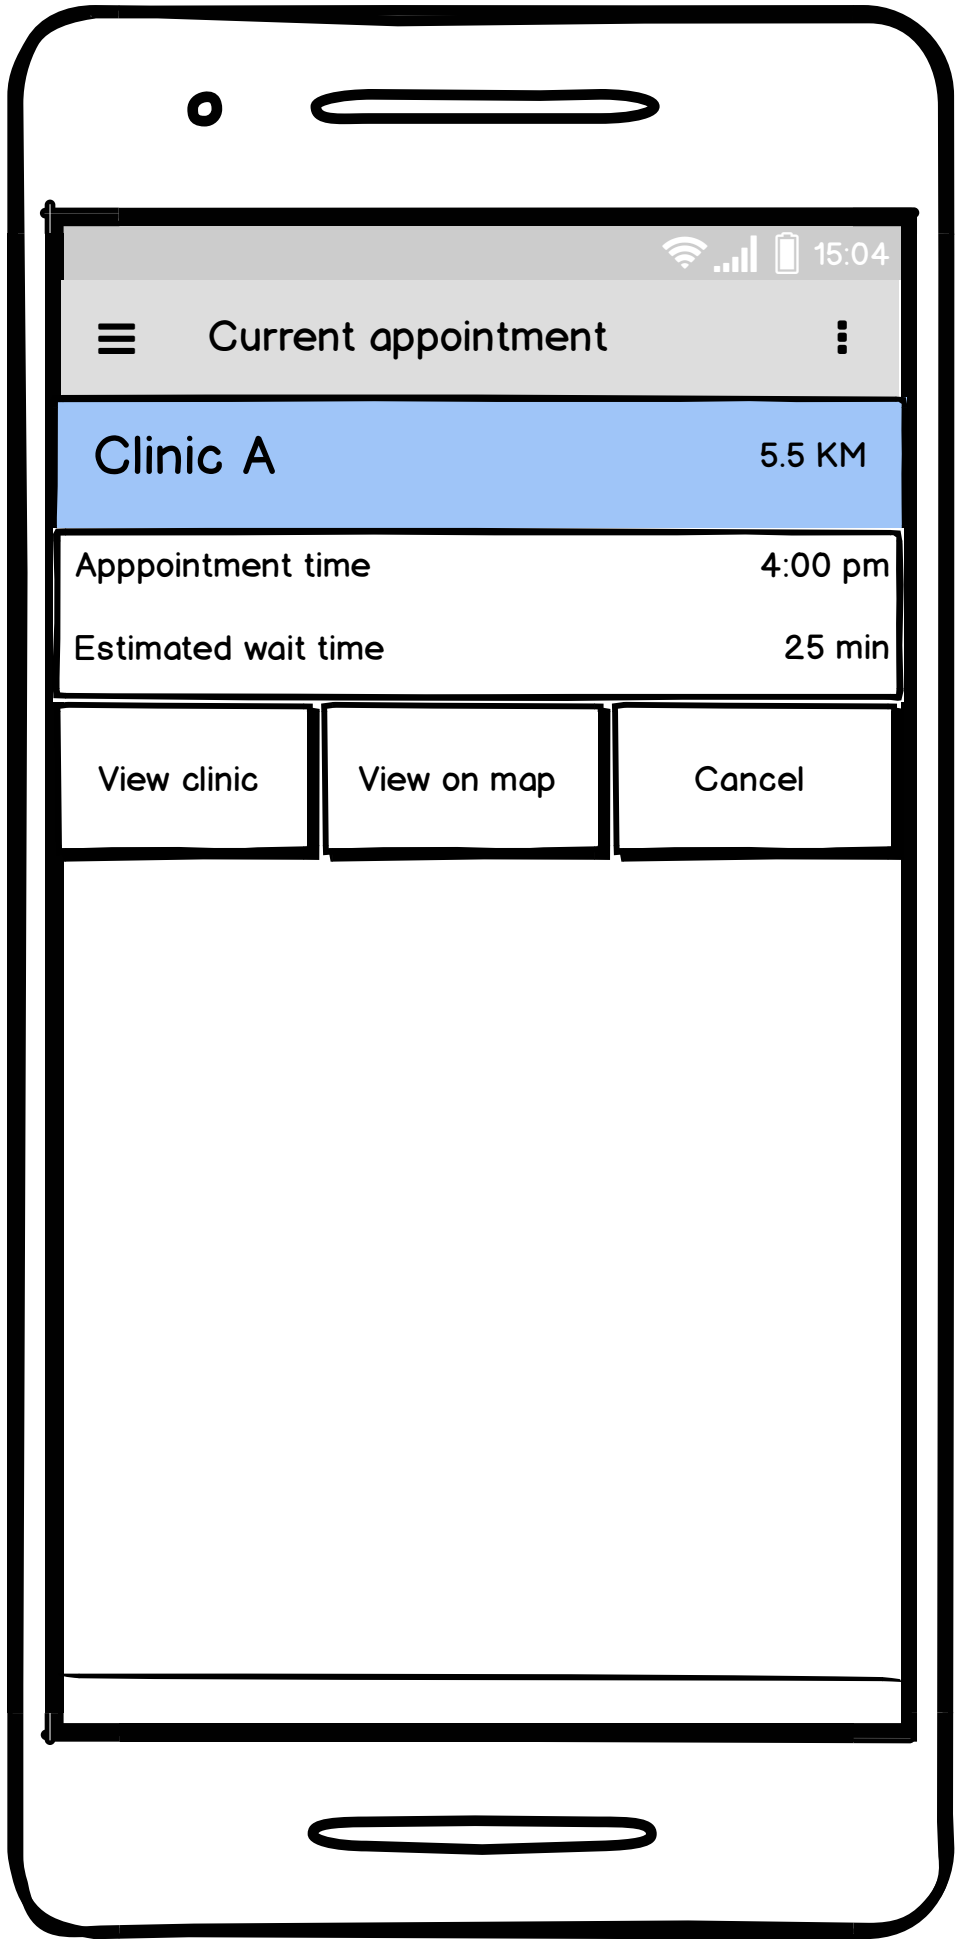 15:04
Current appointment
Clinic A 5.5 KM
Apppointment time 4:00 pm
Estimated wait time 25 min
View clinic View on map Cancel